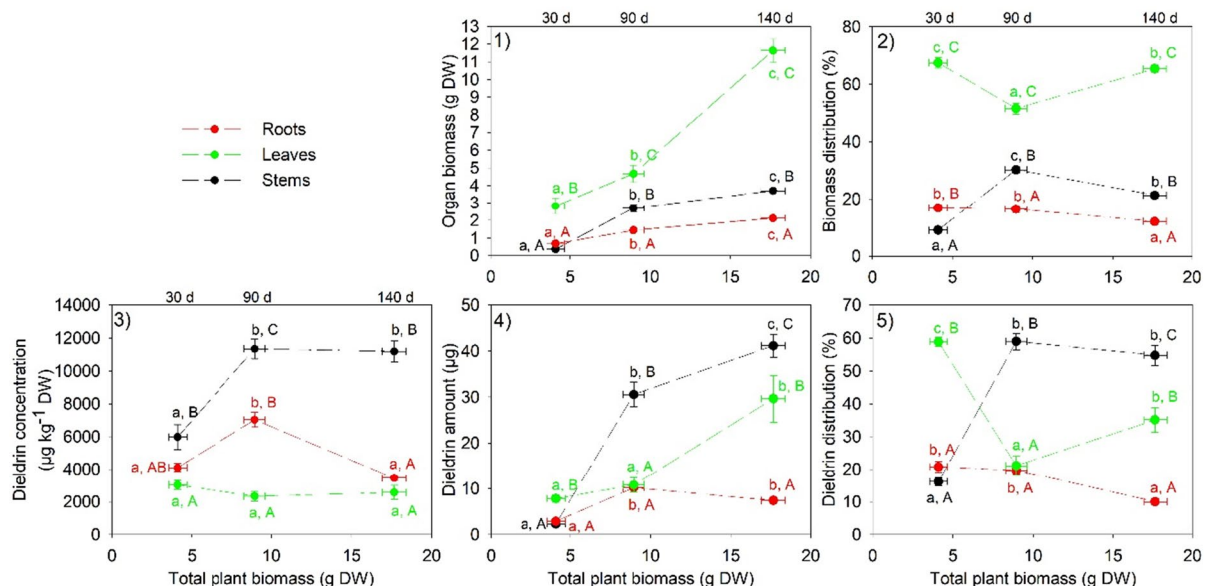 Roots
Leaves
Stems
30 d 90 d 140 d
1)
Organ biomass (g DW)
13
12
11
10
9
8
7
6
5
4
3
2
1
0
0 5 10 15 20
c, C
b, C
a, B
c, B
b, B
a, A
a, A
b, A
c, A
30 d 90 d 140 d
2)
Biomass distribution (%)
80
60
40
20
0
0 5 10 15 20
c, C
b, C
a, C
c, B
b, B
b, A
b, B
a, A
a, A
30 d 90 d 140 d
3)
Dieldrin concentration
(µg kg-1 DW)
14000
12000
10000
8000
6000
4000
2000
0
0 5 10 15 20
Total plant biomass (g DW)
b, C
b, B
a, B
b, B
a, AB
a, A
a, A
a, A
a, A
4)
Dieldrin amount (µg)
50
40
30
20
10
0
0 5 10 15 20
Total plant biomass (g DW)
c, C
b, B
b, B
a, B
a, A
b, A
b, A
a, A
a, A
5)
Dieldrin distribution (%)
70
60
50
40
30
20
10
0
0 5 10 15 20
Total plant biomass (g DW)
c, B
b, B
b, C
b, B
b, A
a, A
a, A
b, A
a, A